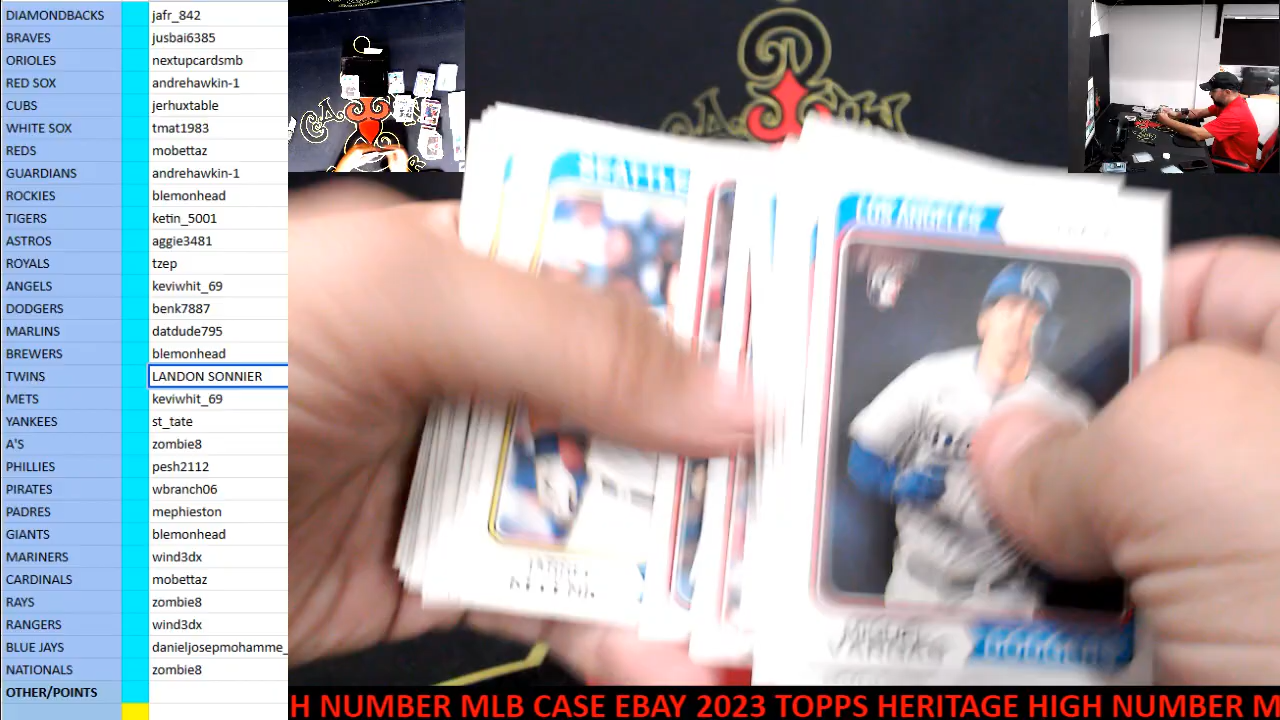 DIAMONDBACKS jafr_842
BRAVES jusbai6385
ORIOLES nextupcardsmb
RED SOX andrehawkin-1
CUBS jerhuxtable
WHITE SOX tmat1983
REDS mobettaz
GUARDIANS andrehawkin-1
ROCKIES blemonhead
TIGERS ketin_5001
ASTROS aggie3481
ROYALS tzep
ANGELS keviwhit_69
DODGERS benk7887
MARLINS datdude795
BREWERS blemonhead
TWINS LANDON SONNIER
METS keviwhit_69
YANKEES st_tate
A'S zombie8
PHILLIES pesh2112
PIRATES wbranch06
PADRES mephieston
GIANTS blemonhead
MARINERS wind3dx
CARDINALS mobettaz
RAYS zombie8
RANGERS wind3dx
BLUE JAYS danieljosepmohamme_
NATIONALS zombie8
OTHER/POINTS
SEATTLE
LOS ANGELES
MIGUEL
VARGAS
DODGERS
H NUMBER MLB CASE EBAY 2023 TOPPS HERITAGE HIGH NUMBER M